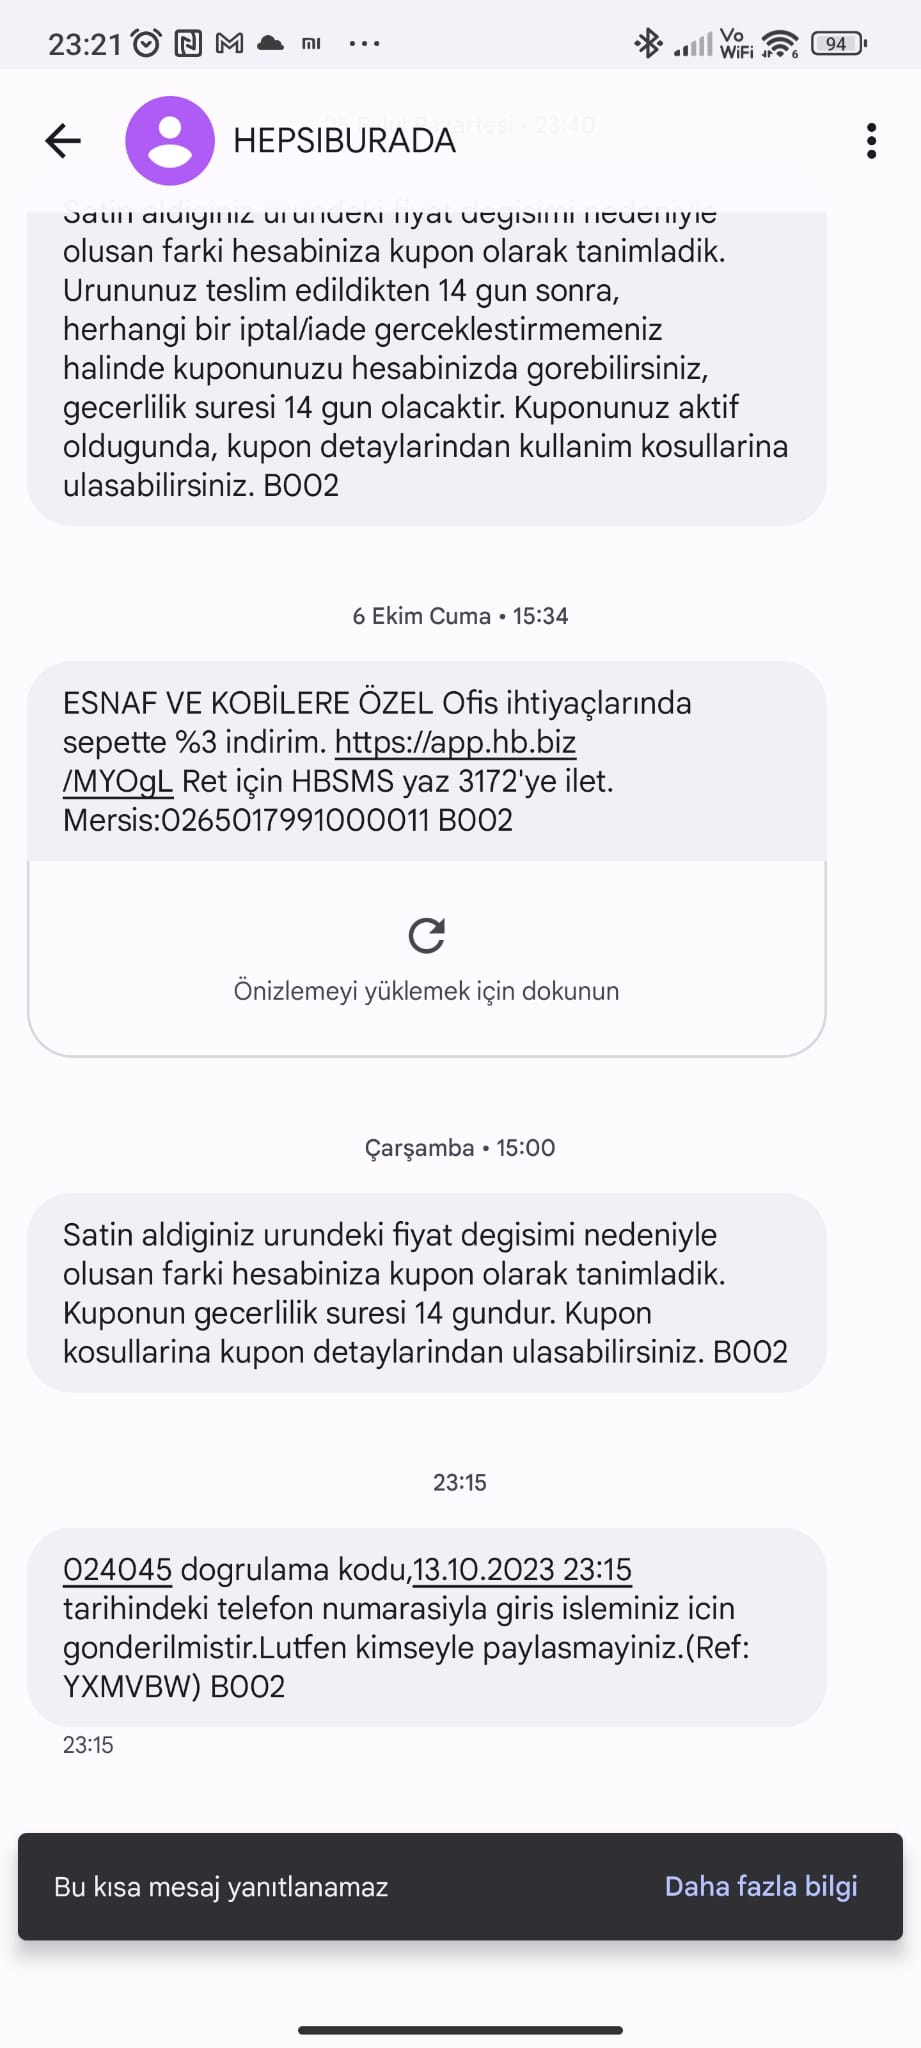 23:21
Vo
WiFi
6
94
25 Eylül Pazartesi • 23:40
HEPSIBURADA
Satin aldiginiz urundeki fiyat degisimi nedeniyle
olusan farki hesabiniza kupon olarak tanimladik.
Urununuz teslim edildikten 14 gun sonra,
herhangi bir iptal/iade gerceklestirmemeniz
halinde kuponunuzu hesabinizda gorebilirsiniz,
gecerlilik suresi 14 gun olacaktir. Kuponunuz aktif
oldugunda, kupon detaylarindan kullanim kosullarina
ulasabilirsiniz. B002
6 Ekim Cuma • 15:34
ESNAF VE KOBİLERE ÖZEL Ofis ihtiyaçlarında
sepette %3 indirim. https://app.hb.biz
/MYOgL Ret için HBSMS yaz 3172'ye ilet.
Mersis:0265017991000011 B002
Önizlemeyi yüklemek için dokunun
Çarşamba • 15:00
Satin aldiginiz urundeki fiyat degisimi nedeniyle
olusan farki hesabiniza kupon olarak tanimladik.
Kuponun gecerlilik suresi 14 gundur. Kupon
kosullarina kupon detaylarindan ulasabilirsiniz. B002
23:15
024045 dogrulama kodu,13.10.2023 23:15
tarihindeki telefon numarasiyla giris isleminiz icin
gonderilmistir.Lutfen kimseyle paylasmayiniz.(Ref:
YXMVBW) B002
23:15
Bu kısa mesaj yanıtlanamaz
Daha fazla bilgi